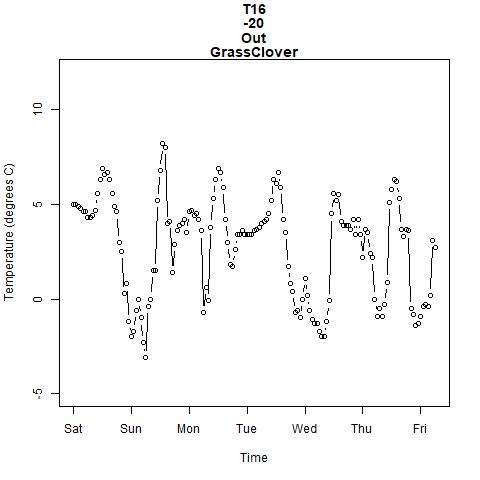 T16
-20
Out
GrassClover
Temperature (degrees C)
10
5
0
-5
Sat Sun Mon Tue Wed Thu Fri
Time